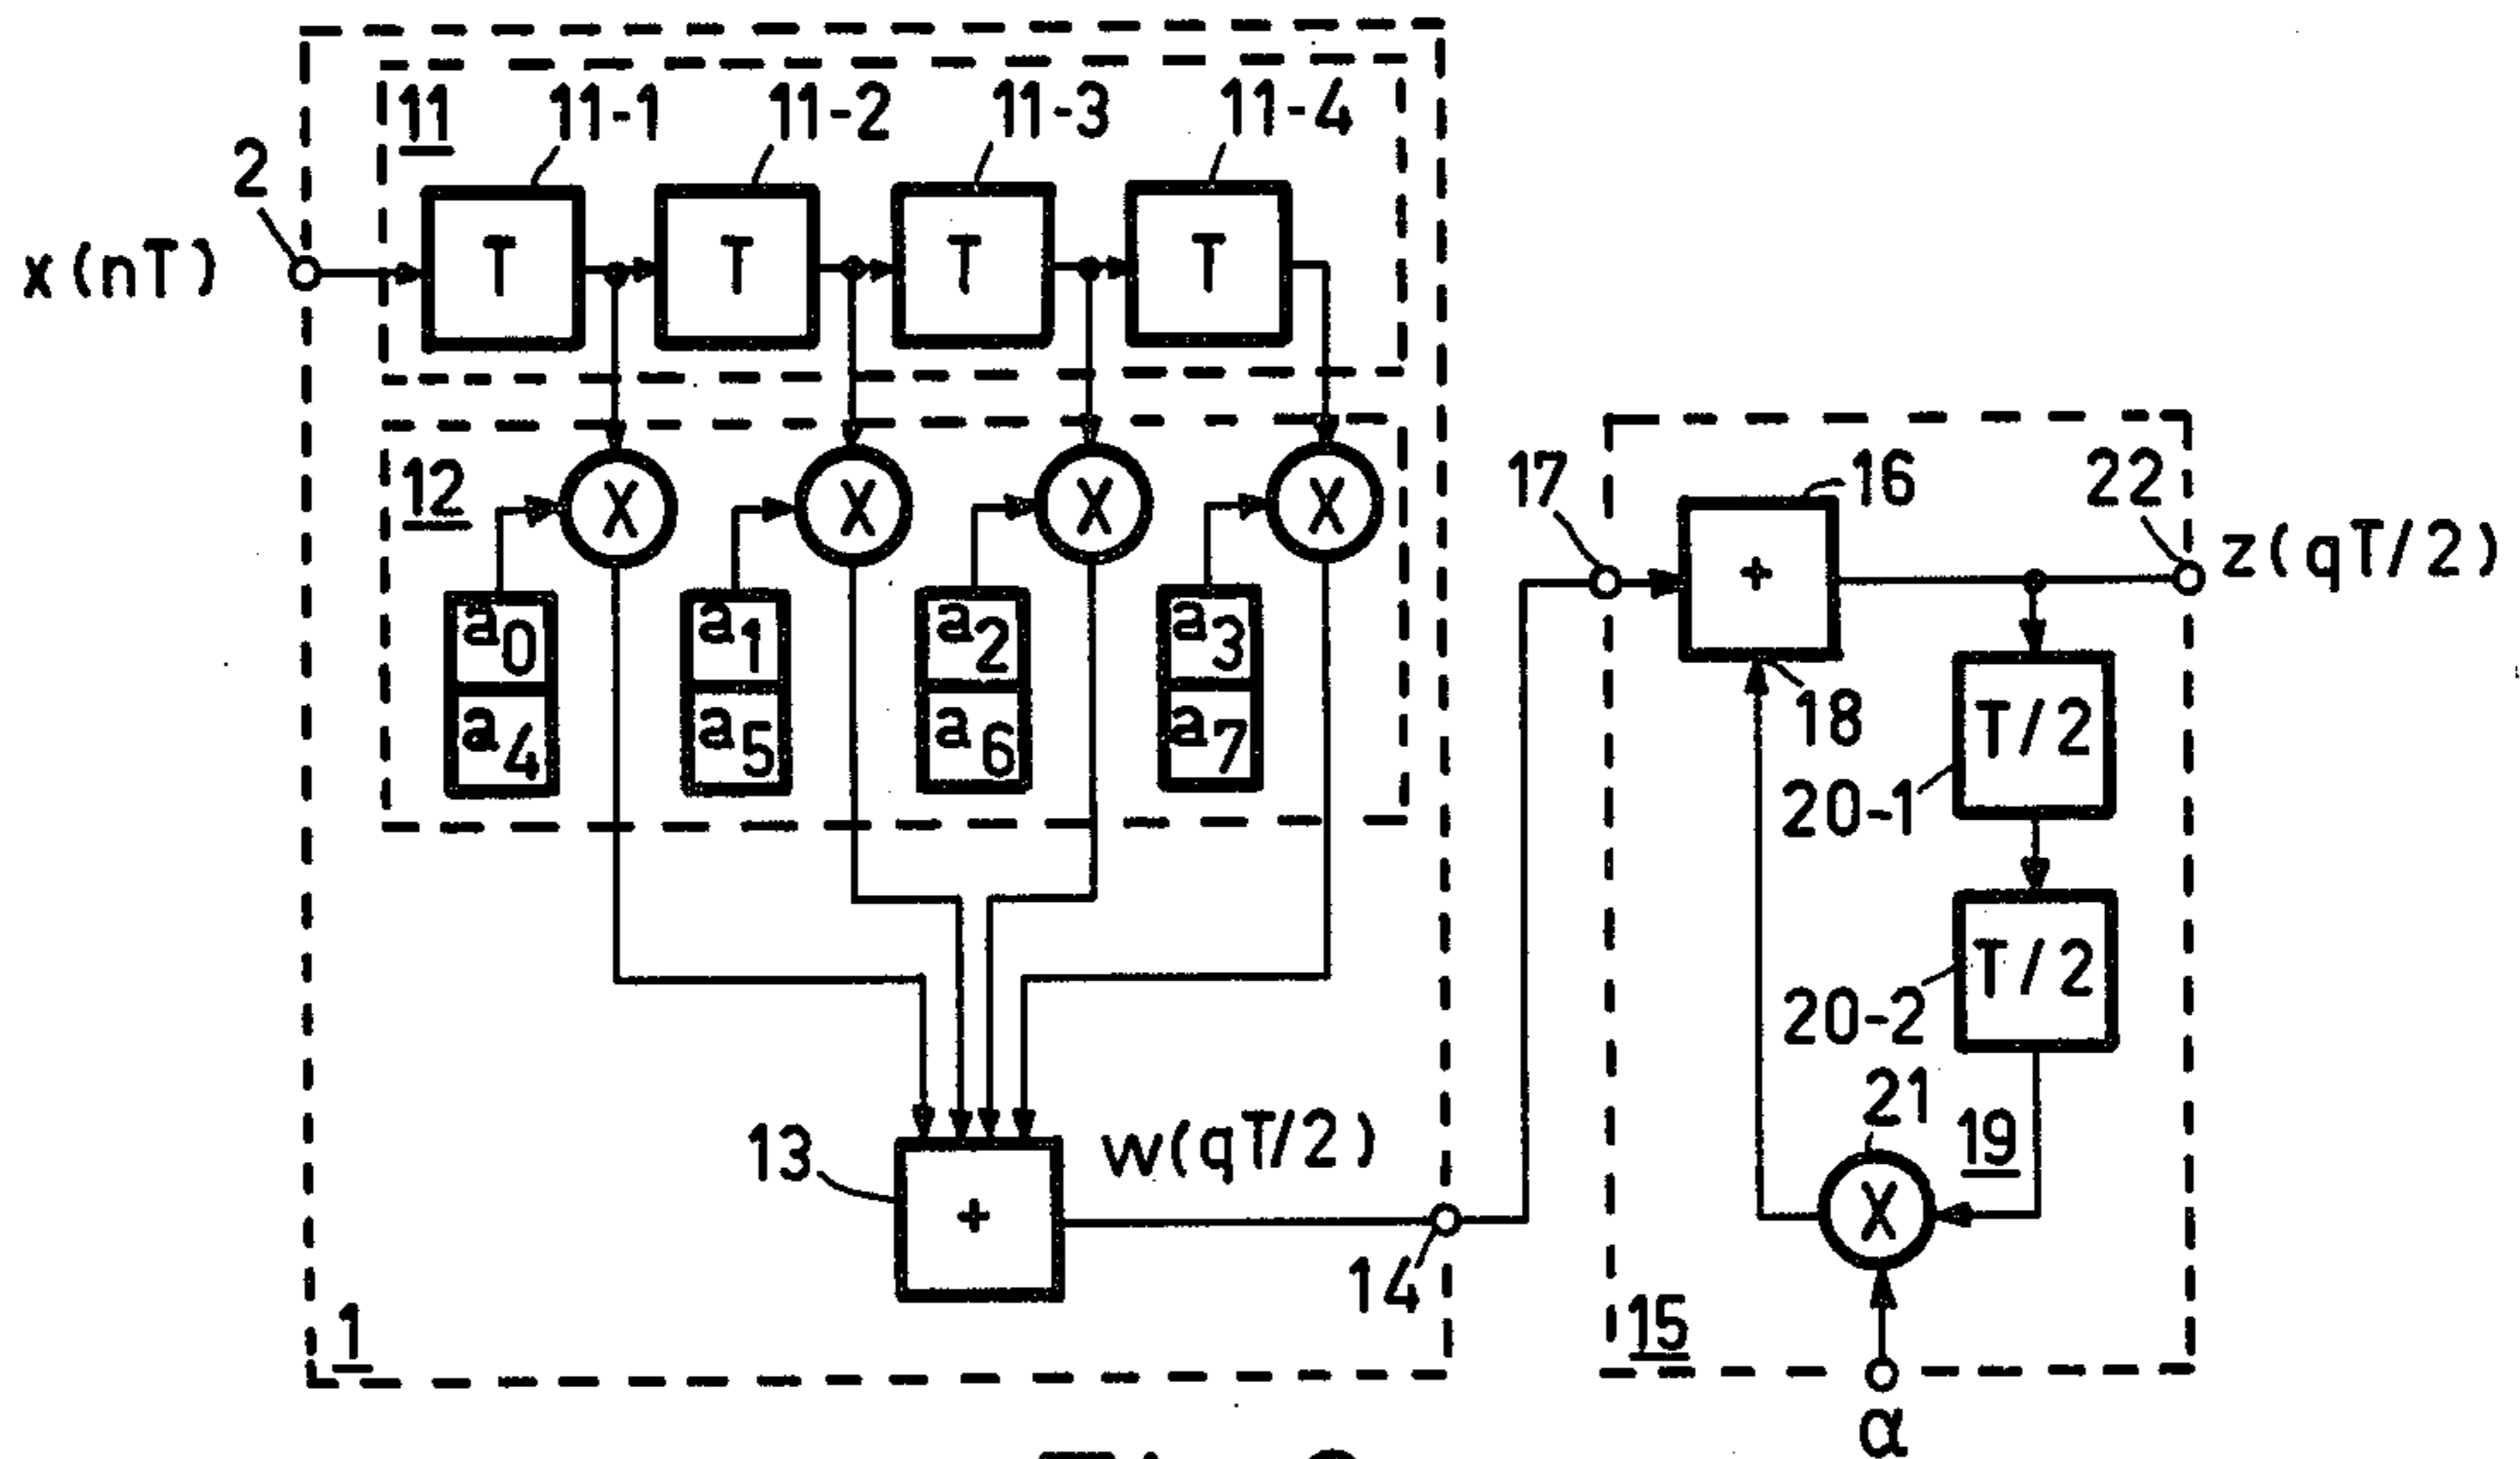 11 11-1 11-2 11-3 11-4
2
x(nT) T T T T
12 X X X X
17 16 22
+ z(qT/2)
a0 a1 a2 a3
a4 a5 a6 a7
18 T/2
20-1
T/2
20-2
21 19
13 w(qT/2)
+ X
14
1 15
α